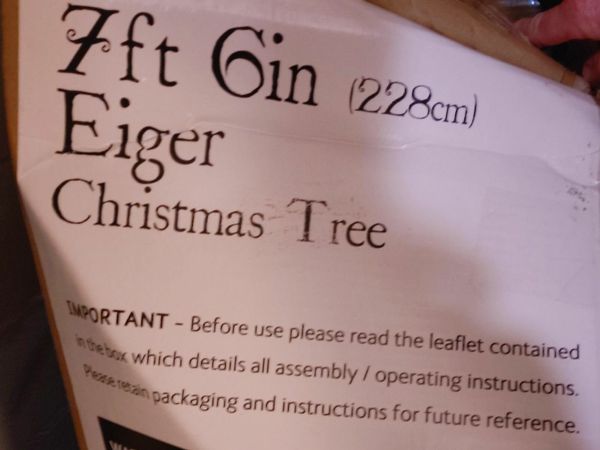 7ft 6in (228cm)
Eiger
Christmas Tree
IMPORTANT – Before use please read the leaflet contained
in the box which details all assembly / operating instructions.
Please retain packaging and instructions for future reference.